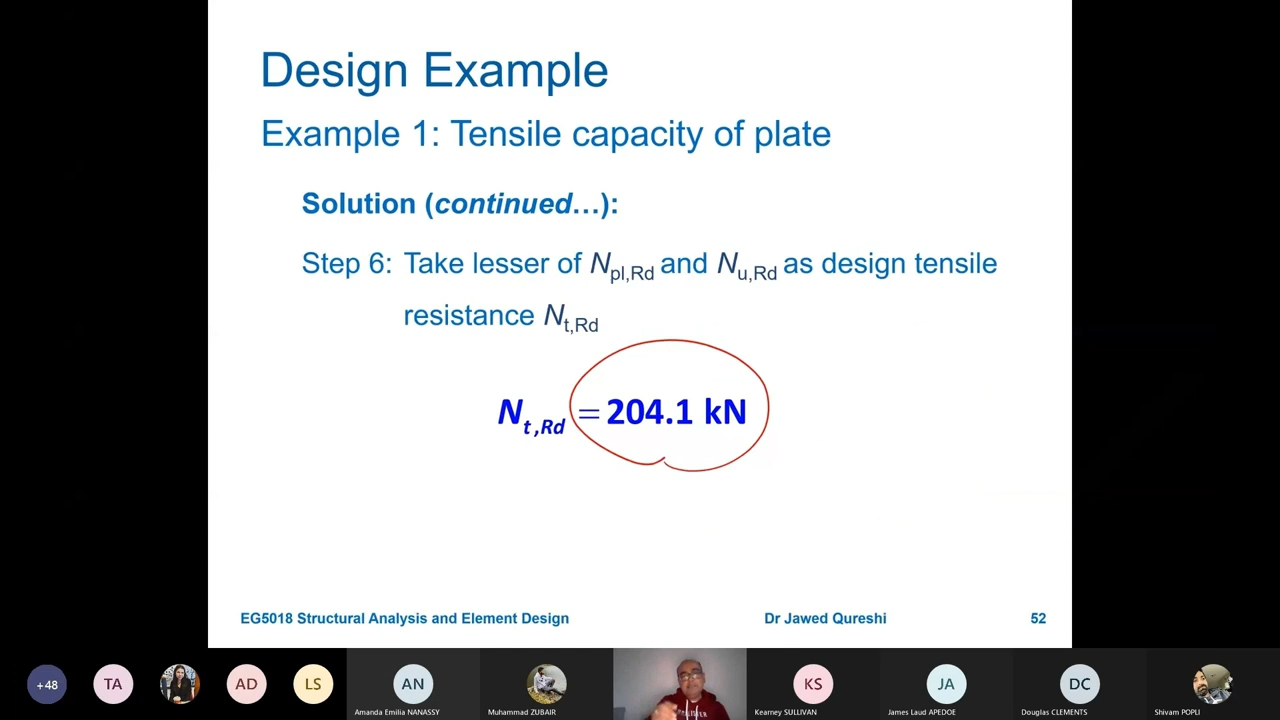 Design Example
Example 1: Tensile capacity of plate
Solution (continued…):
Step 6: Take lesser of Npl,Rd and Nu,Rd as design tensile
resistance Nt,Rd
Nt,Rd = 204.1 kN
EG5018 Structural Analysis and Element Design Dr Jawed Qureshi 52
+48 TA AD LS AN KS JA DC
Amanda Emilia NANASSY Muhammad ZUBAIR Kearney SULLIVAN James Laud APEDOE Douglas CLEMENTS Shivam POPLI